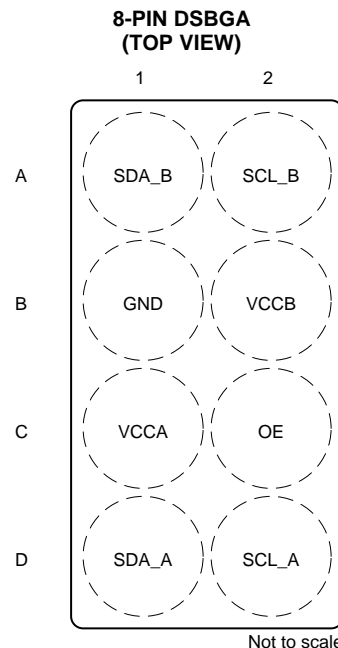 8-PIN DSBGA
(TOP VIEW)
1 2
A SDA_B SCL_B
B GND VCCB
C VCCA OE
D SDA_A SCL_A
Not to scale